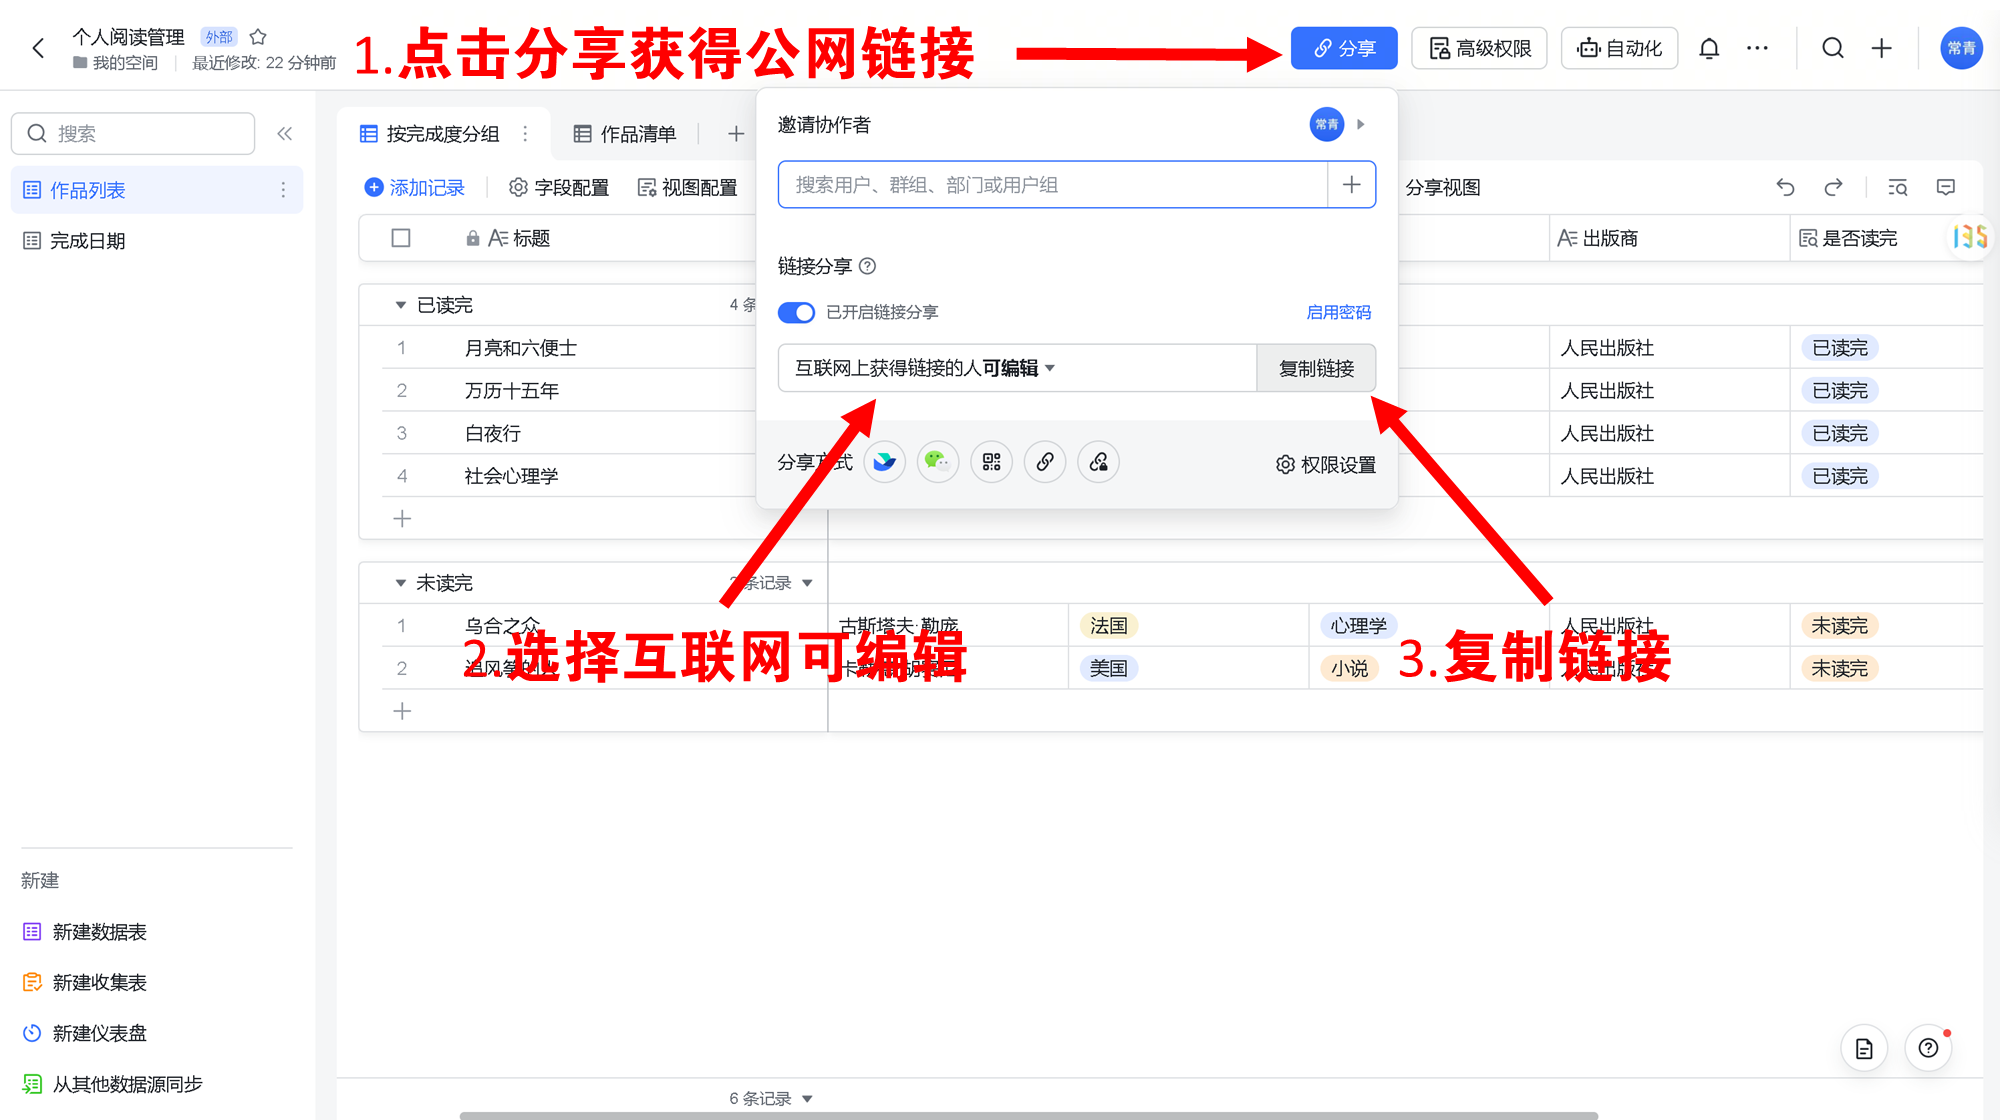 个人阅读管理 外部
我的空间 最近修改: 22 分钟前
1.点击分享获得公网链接
分享 高级权限 自动化 常青
搜索
作品列表
完成日期
按完成度分组 作品清单
添加记录 字段配置 视图配置 分享视图
标题 出版商 是否读完
邀请协作者 常青
搜索用户、群组、部门或用户组
链接分享
已开启链接分享 启用密码
互联网上获得链接的人可编辑 复制链接
分享方式 权限设置
已读完 4 条
1 月亮和六便士 人民出版社 已读完
2 万历十五年 人民出版社 已读完
3 白夜行 人民出版社 已读完
4 社会心理学 人民出版社 已读完
未读完 条记录
1 乌合之众 古斯塔夫·勒庞 法国 心理学 人民出版社 未读完
2 追风筝的人 美国 小说 人民出版社 未读完
2.选择互联网可编辑
3.复制链接
新建
新建数据表
新建收集表
新建仪表盘
从其他数据源同步
6 条记录
135